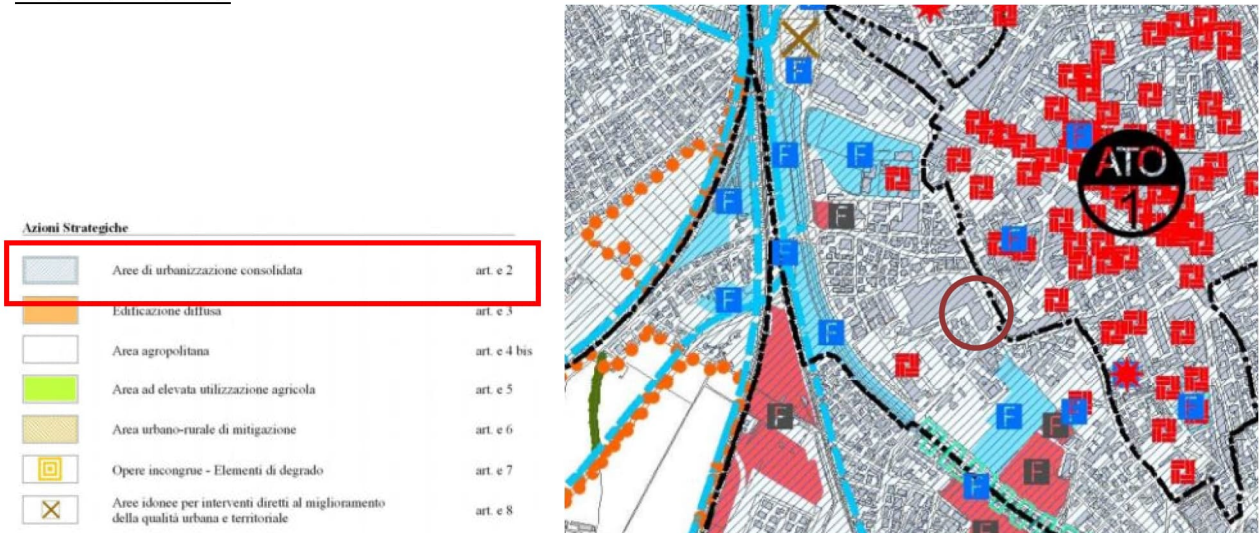 Azioni Strategiche
Aree di urbanizzazione consolidata art. e 2
Edificazione diffusa art. e 3
Area agropolitana art. e 4 bis
Area ad elevata utilizzazione agricola art. e 5
Area urbano-rurale di mitigazione art. e 6
Opere incongrue - Elementi di degrado art. e 7
Aree idonee per interventi diretti al miglioramento
della qualità urbana e territoriale art. e 8
F
F
F
F
F
F
ATO
1
F
F
F
F
F
F
F
F
F
F
F
F